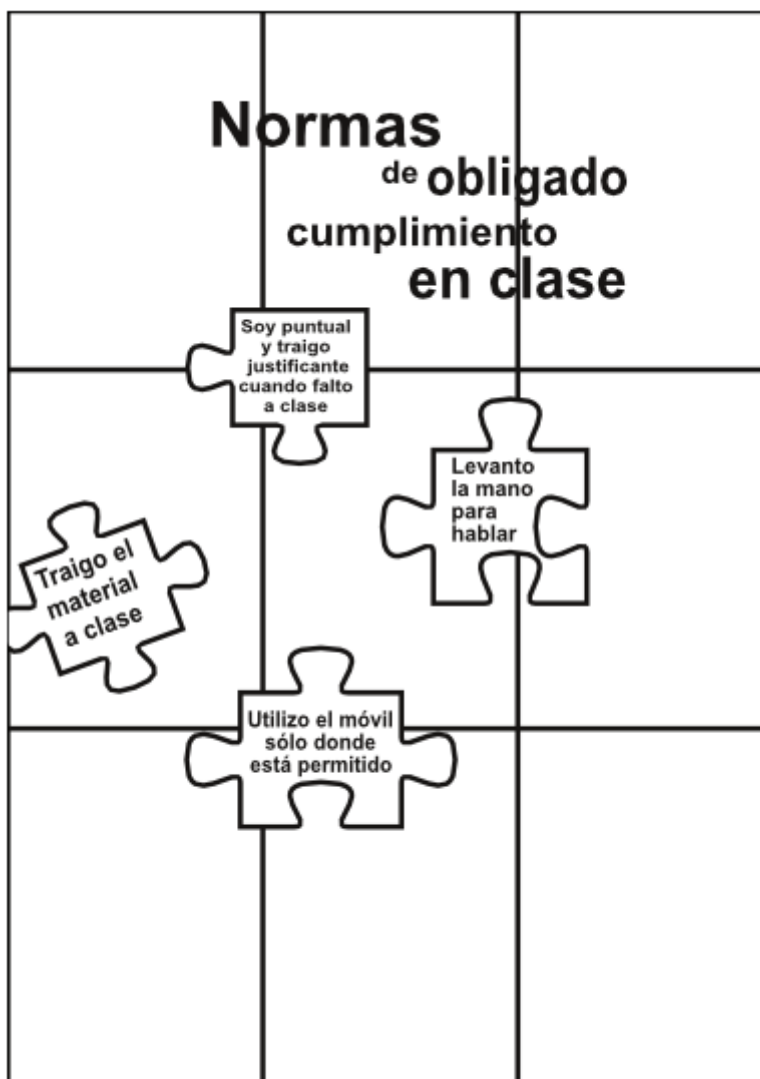 Normas
de obligado
cumplimiento
en clase
Soy puntual
y traigo
justificante
cuando falto
a clase
Levanto
la mano
para
hablar
Traigo el
material
a clase
Utilizo el móvil
sólo donde
está permitido